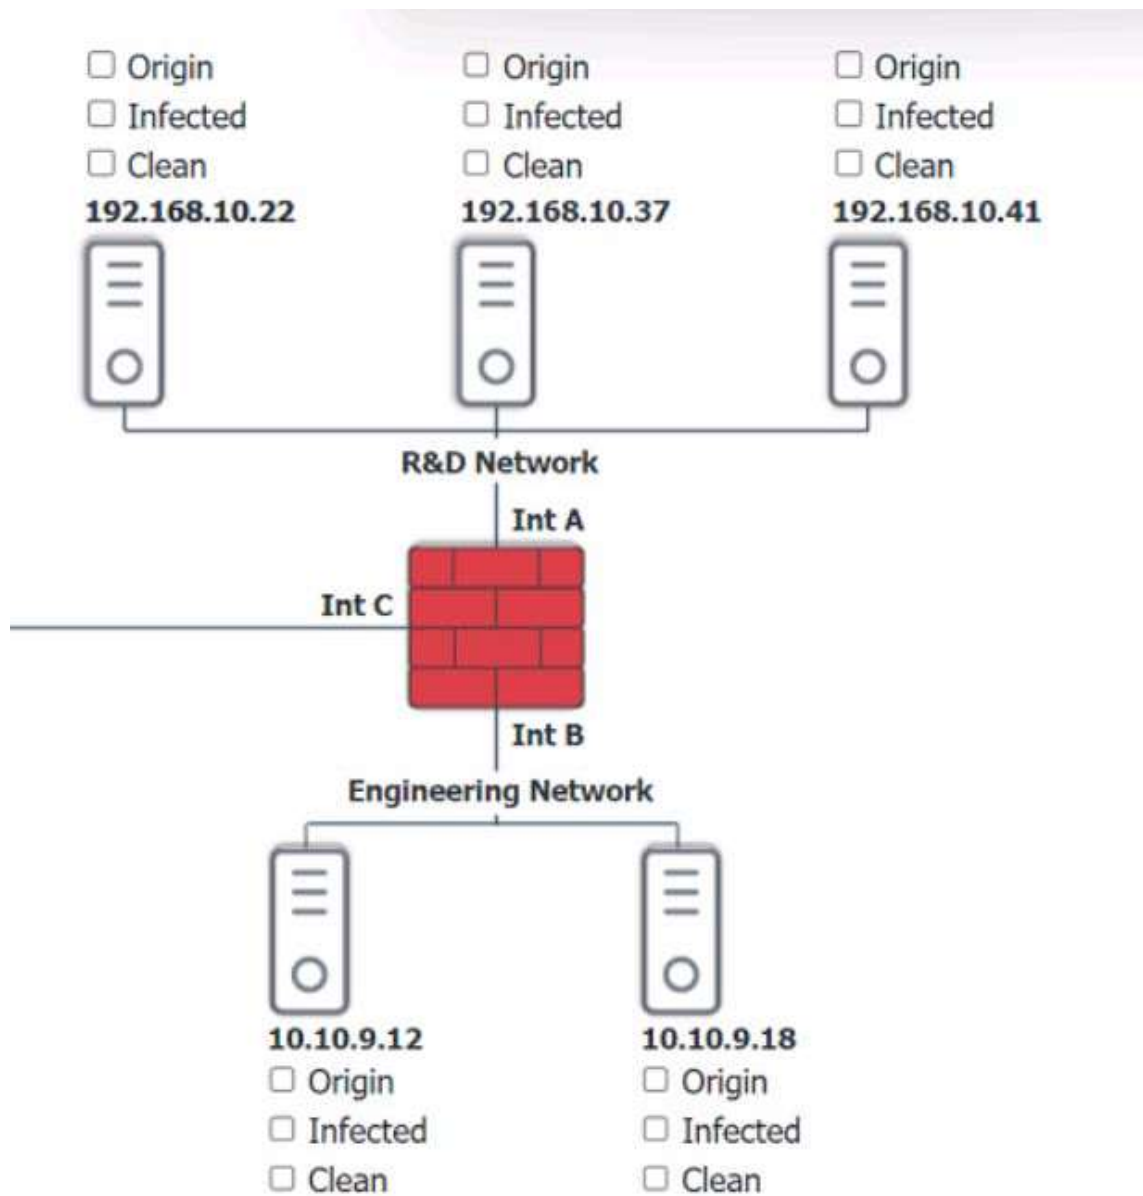 Origin Origin Origin
Infected Infected Infected
Clean Clean Clean
192.168.10.22 192.168.10.37 192.168.10.41
R&D Network
Int A
Int C
Int B
Engineering Network
10.10.9.12 10.10.9.18
Origin Origin
Infected Infected
Clean Clean